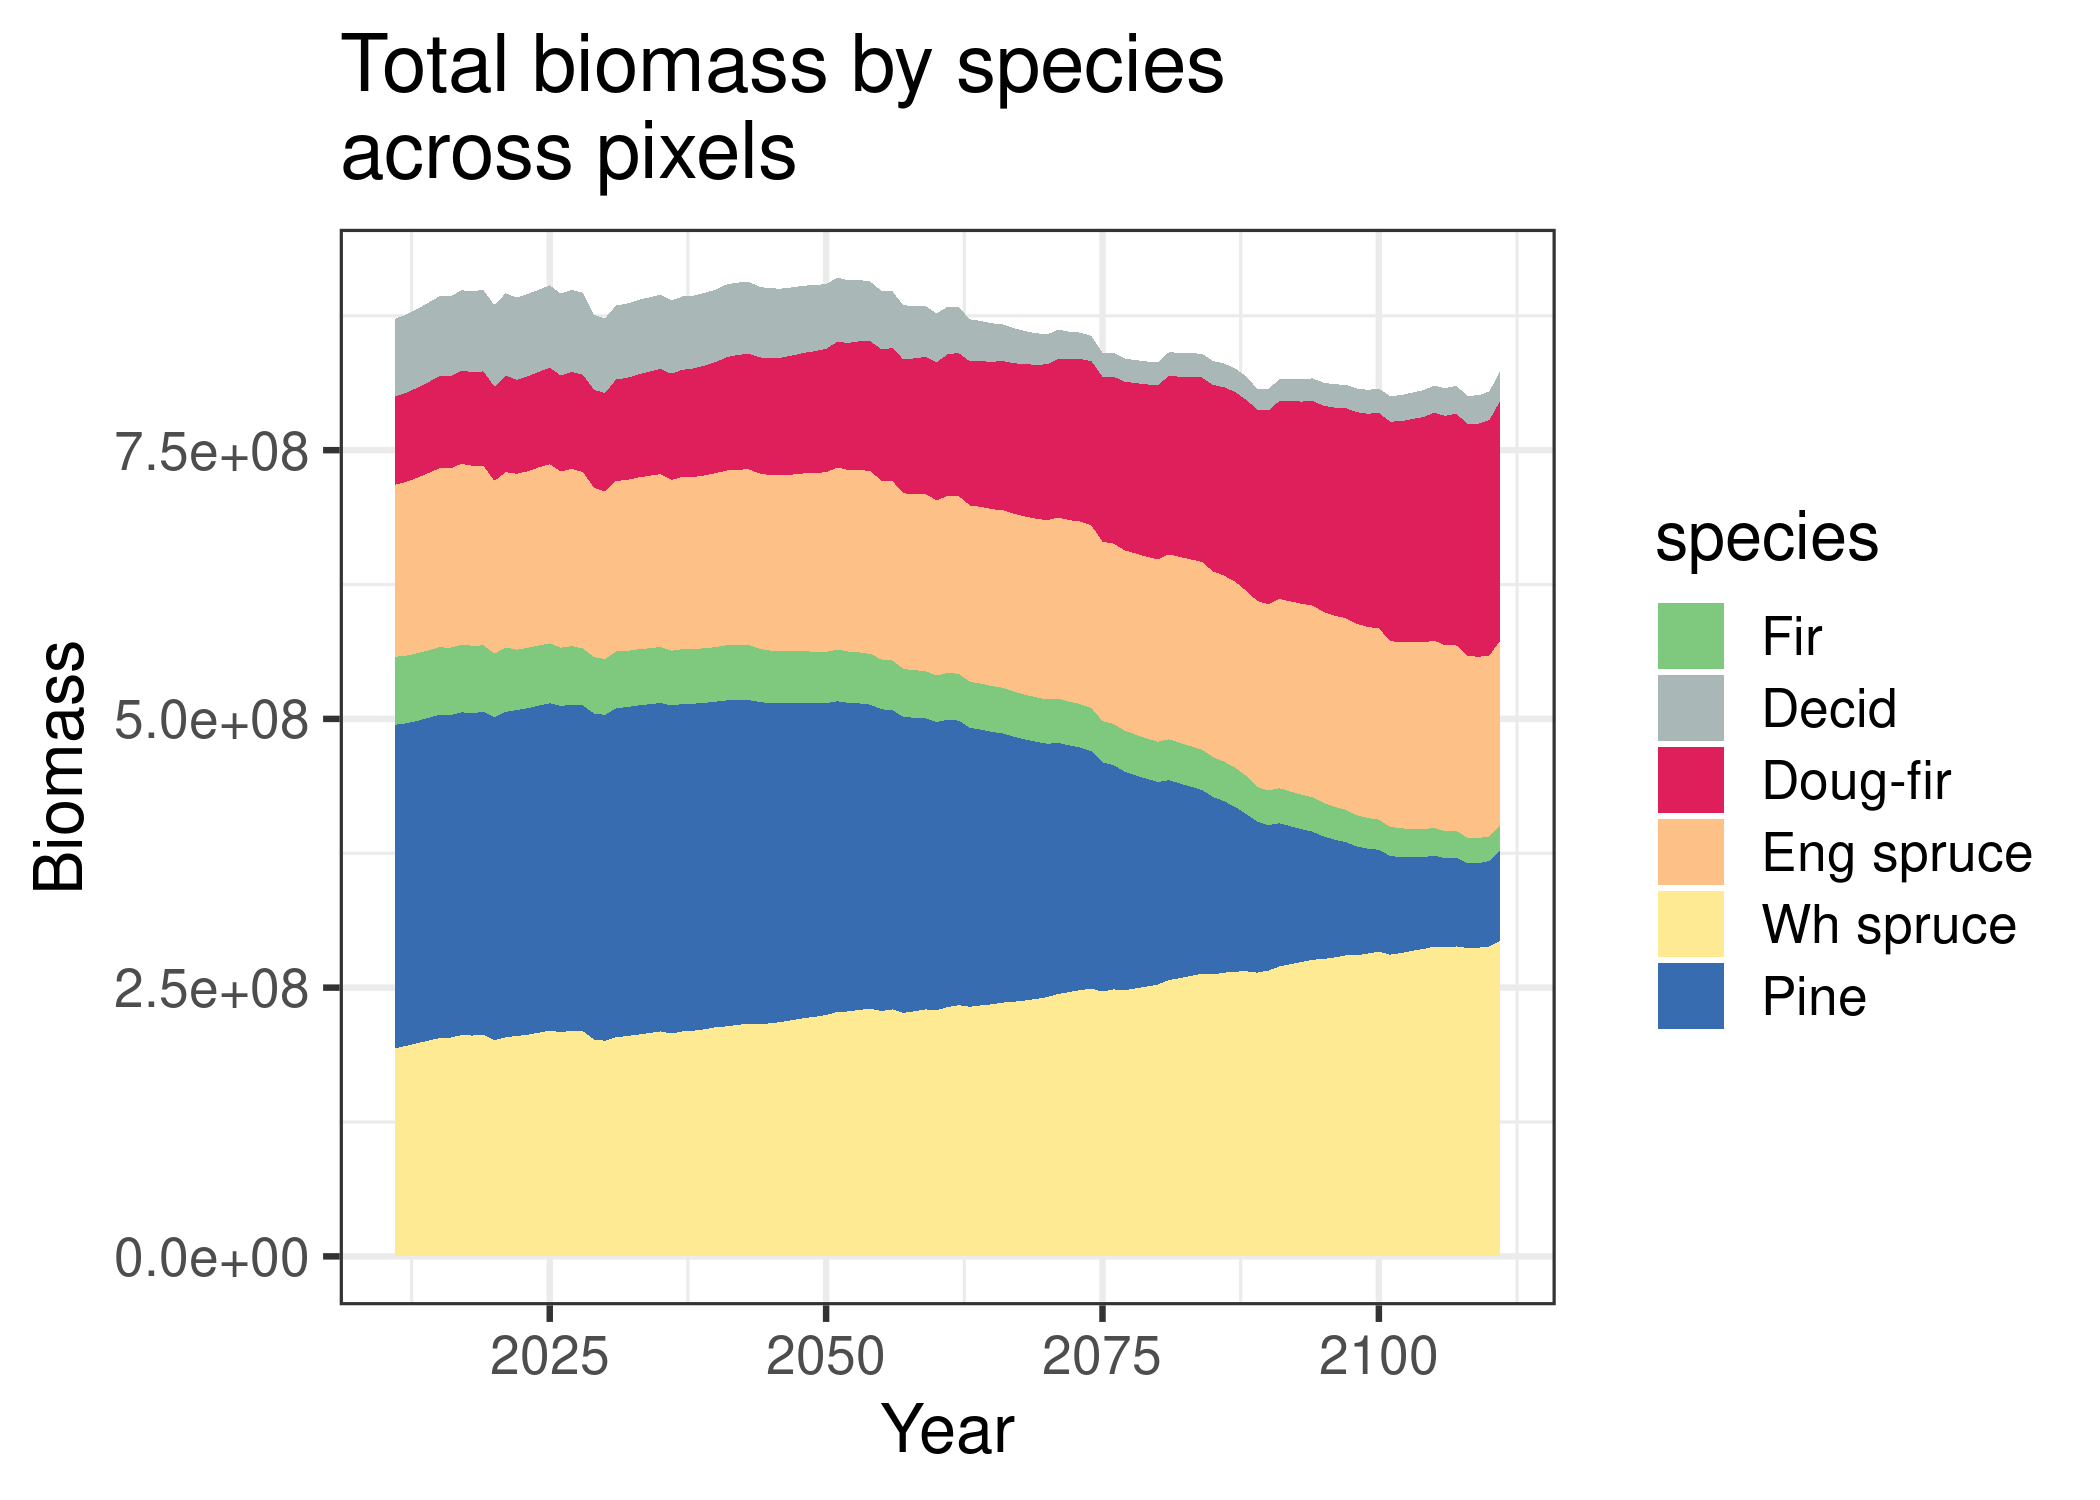 Total biomass by species
across pixels
Biomass
7.5e+08
5.0e+08
2.5e+08
0.0e+00
2025
2050
2075
2100
Year
species
Fir
Decid
Doug-fir
Eng spruce
Wh spruce
Pine